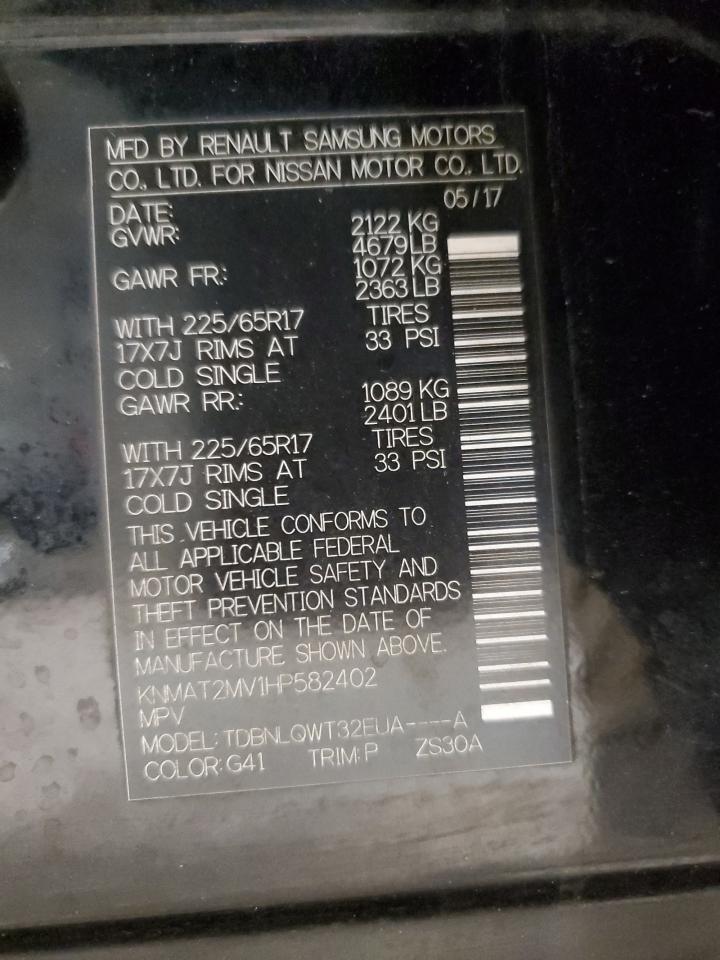 MFD BY RENAULT SAMSUNG MOTORS
CO., LTD. FOR NISSAN MOTOR CO., LTD.
DATE: 05/17
GVWR: 2122 KG
4679LB
GAWR FR: 1072 KG
2363 LB
WITH 225/65R17 TIRES
17X7J RIMS AT 33 PSI
COLD SINGLE
GAWR RR: 1089 KG
2401 LB
WITH 225/65R17 TIRES
17X7J RIMS AT 33 PSI
COLD SINGLE
THIS VEHICLE CONFORMS TO
ALL APPLICABLE FEDERAL
MOTOR VEHICLE SAFETY AND
THEFT PREVENTION STANDARDS
IN EFFECT ON THE DATE OF
MANUFACTURE SHOWN ABOVE.
KNMAT2MV1HP582402
MPV
MODEL: TDBNLQWT32EUA----A
COLOR:G41 TRIM:P ZS30A